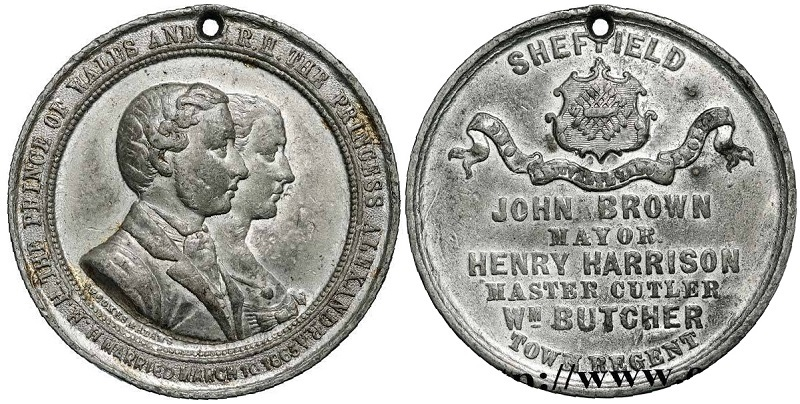 H.R.H. THE PRINCE OF WALES AND H.R.H. THE PRINCESS ALEXANDRA
MARRIED MARCH 10 1863
SHEFFIELD
JOHN BROWN
MAYOR
HENRY HARRISON
MASTER CUTLER
WM BUTCHER
TOWN REGENT
://www.